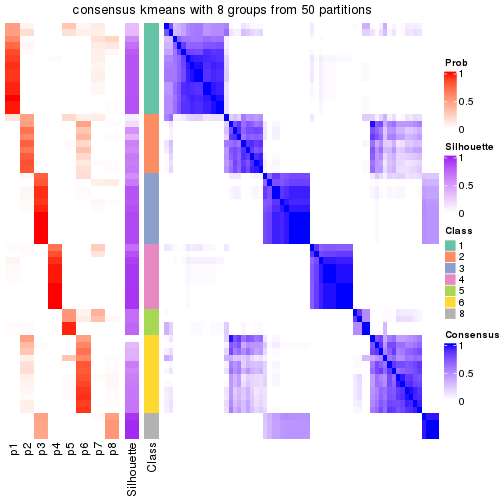 consensus kmeans with 8 groups from 50 partitions
Prob
1
0.5
0
Silhouette
1
0.5
0
Class
1
2
3
4
5
6
8
Consensus
1
0.5
0
p1
p2
p3
p4
p5
p6
p7
p8
Silhouette
Class